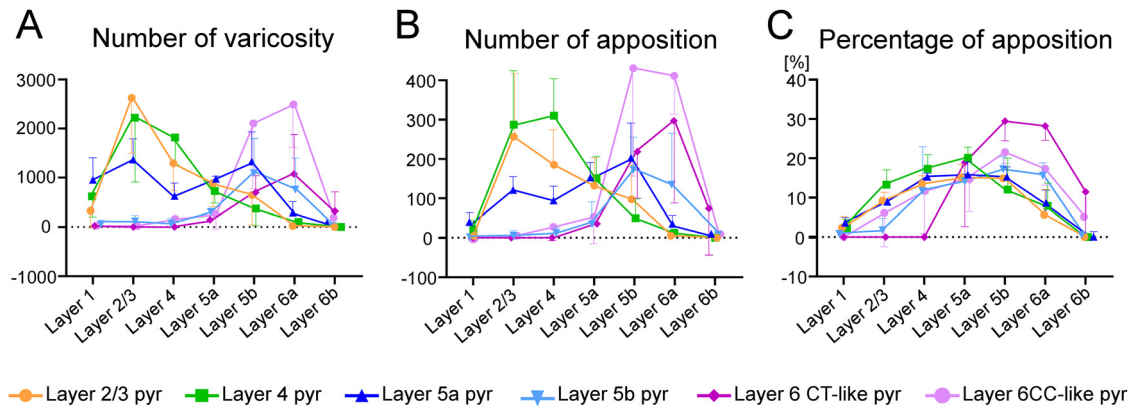 A Number of varicosity
3000
2000
1000
0
-1000
Layer 1 Layer 2/3 Layer 4 Layer 5a Layer 5b Layer 6a Layer 6b
B Number of apposition
400
300
200
100
0
-100
Layer 1 Layer 2/3 Layer 4 Layer 5a Layer 5b Layer 6a Layer 6b
C Percentage of apposition
[%]
40
30
20
10
0
-10
Layer 1 Layer 2/3 Layer 4 Layer 5a Layer 5b Layer 6a Layer 6b
Layer 2/3 pyr Layer 4 pyr Layer 5a pyr Layer 5b pyr Layer 6 CT-like pyr Layer 6CC-like pyr